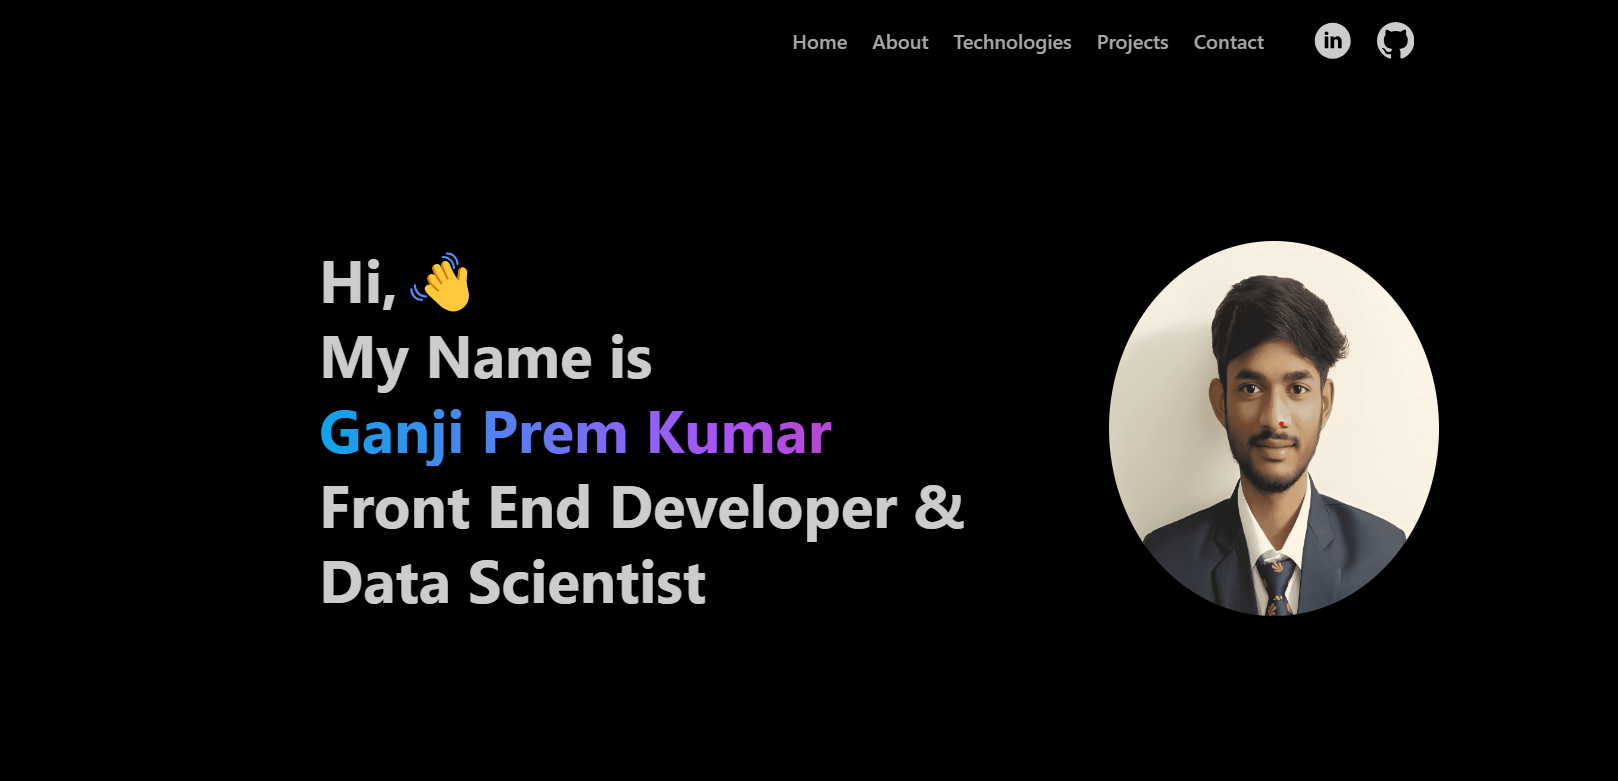 Home About Technologies Projects Contact in
Hi, 👋
My Name is
Ganji Prem Kumar
Front End Developer &
Data Scientist